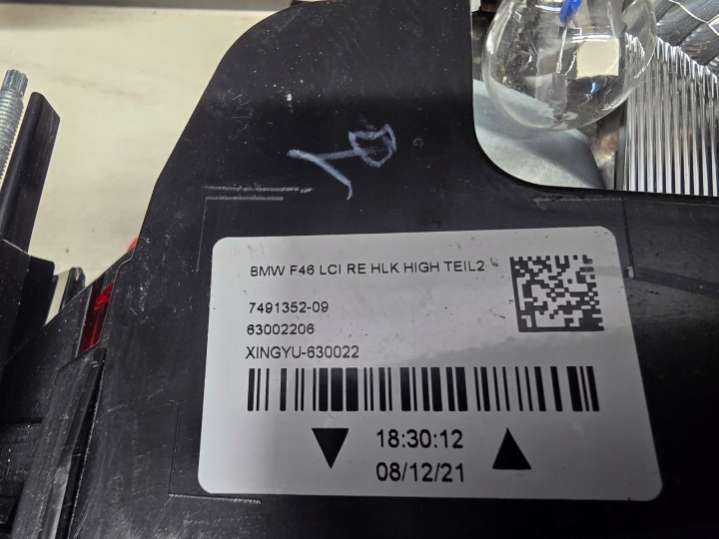 BMW F46 LCI RE HLK HIGH TEIL2
7491352-09
63002206
XINGYU-630022
18:30:12
08/12/21